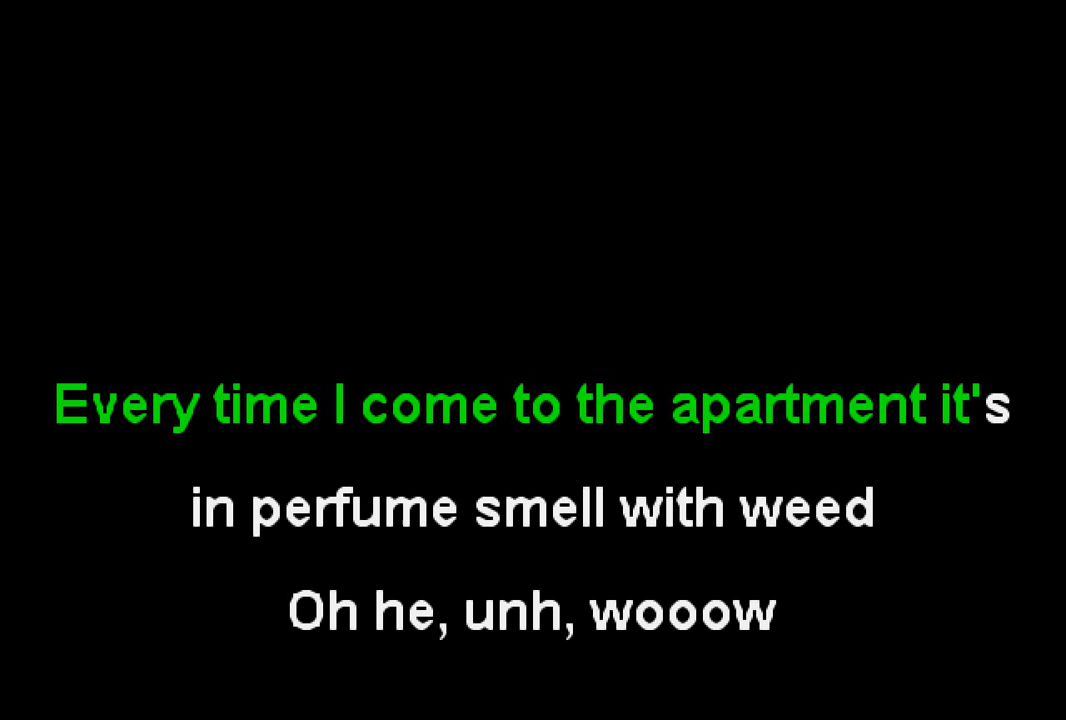 Every time I come to the apartment it's
in perfume smell with weed
Oh he, unh, wooow